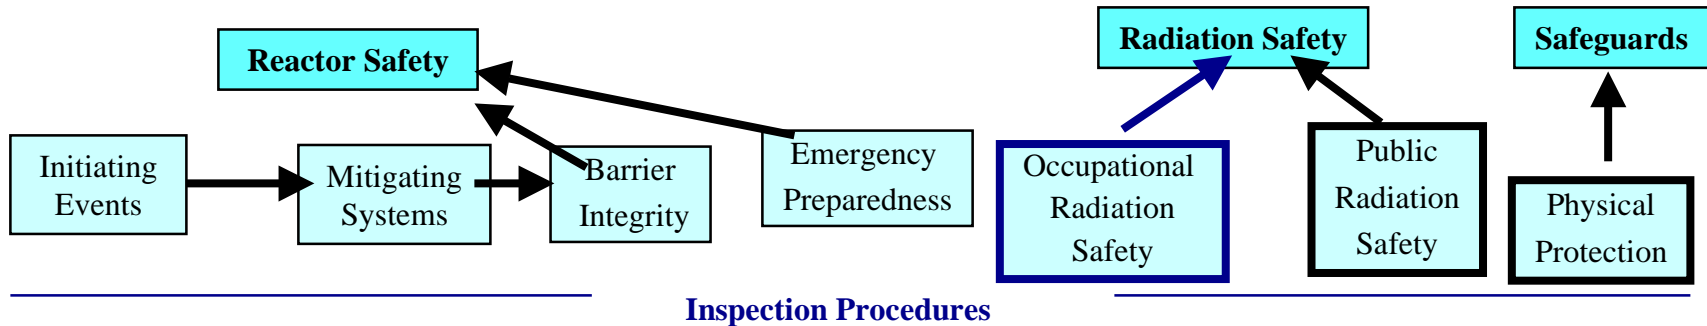 Reactor Safety
Radiation Safety
Safeguards
Initiating
Events
Mitigating
Systems
Barrier
Integrity
Emergency
Preparedness
Occupational
Radiation
Safety
Public
Radiation
Safety
Physical
Protection
Inspection Procedures